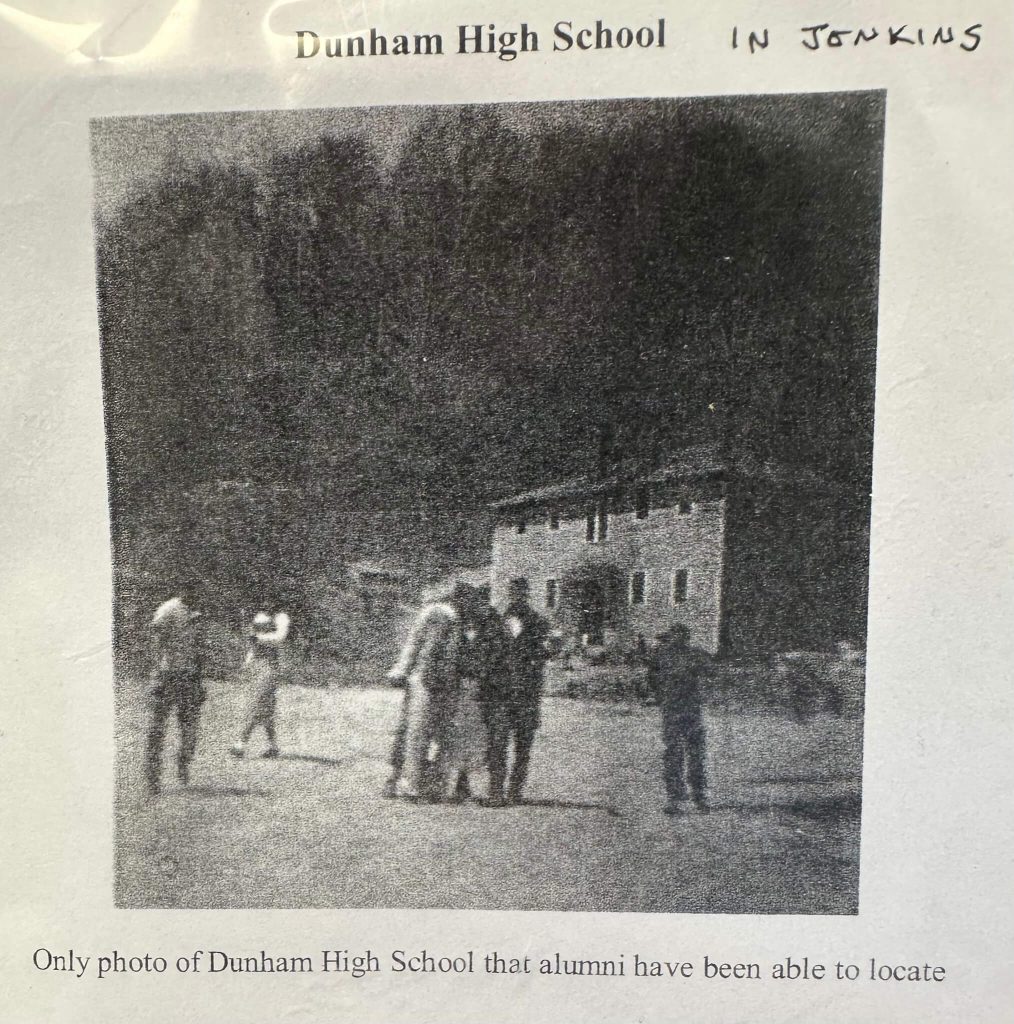 Dunham High School IN JENKINS
Only photo of Dunham High School that alumni have been able to locate